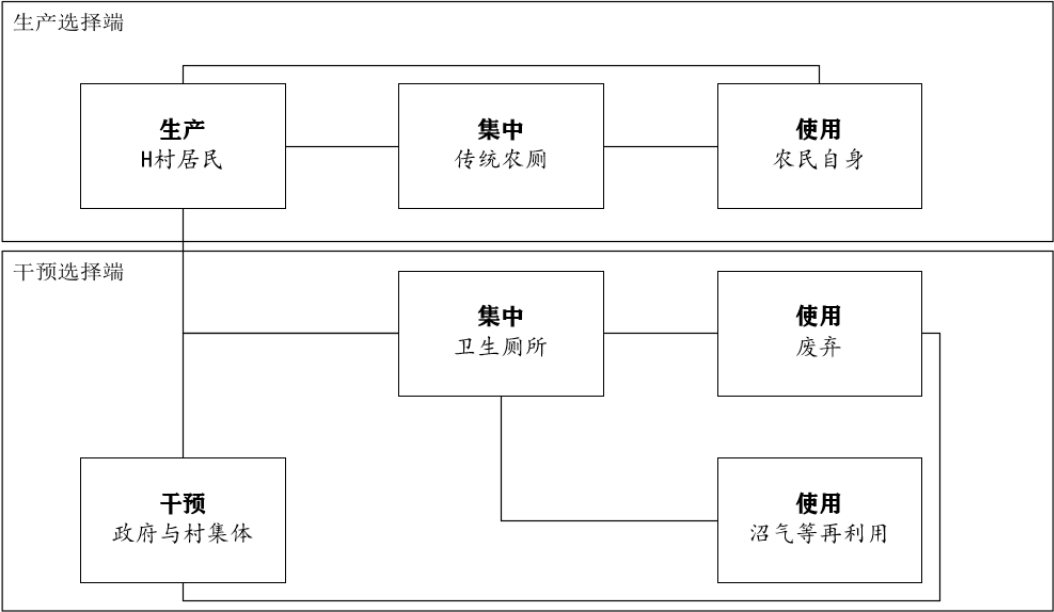 生产选择端
生产
H村居民
集中
传统农厕
使用
农民自身
干预选择端
集中
卫生厕所
使用
废弃
干预
政府与村集体
使用
沼气等再利用